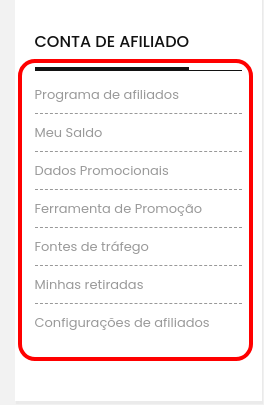 CONTA DE AFILIADO
Programa de afiliados
Meu Saldo
Dados Promocionais
Ferramenta de Promoção
Fontes de tráfego
Minhas retiradas
Configurações de afiliados